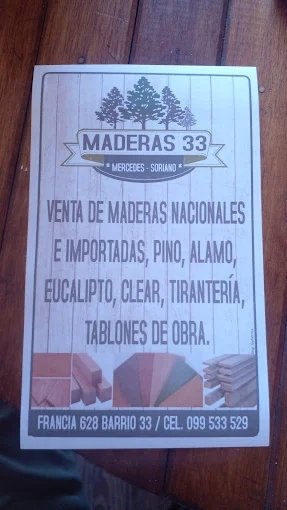 MADERAS 33
* MERCEDES - SORIANO *
VENTA DE MADERAS NACIONALES
E IMPORTADAS, PINO, ALAMO,
EUCALIPTO, CLEAR, TIRANTERÍA,
TABLONES DE OBRA.
FRANCIA 628 BARRIO 33 / CEL. 099 533 529